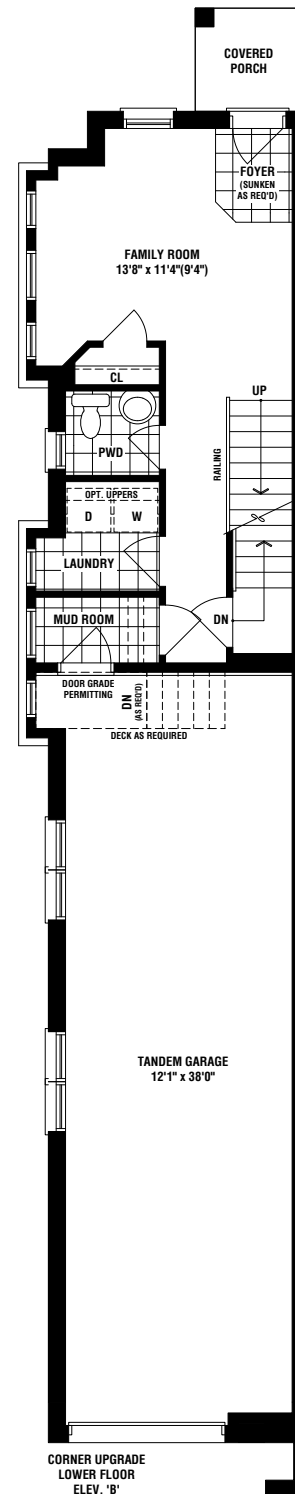 COVERED
PORCH
FOYER
(SUNKEN
AS REQ'D)
FAMILY ROOM
13'8" x 11'4"(9'4")
CL
UP
PWD
RAILING
OPT. UPPERS
D W
LAUNDRY
MUD ROOM
DN
DOOR GRADE
PERMITTING
DN
(AS REQ'D)
DECK AS REQUIRED
TANDEM GARAGE
12'1" x 38'0"
CORNER UPGRADE
LOWER FLOOR
ELEV. 'B'